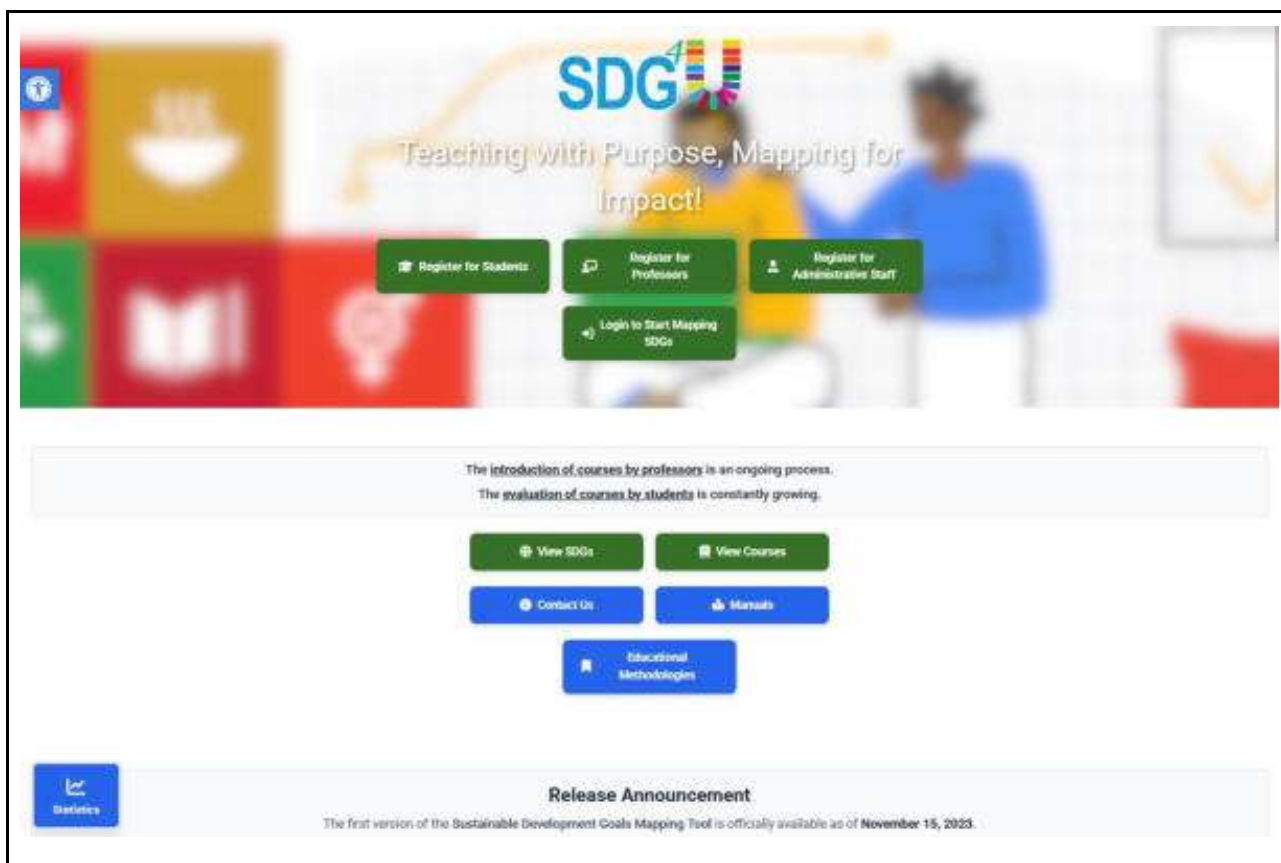 SDG4U
Teaching with Purpose, Mapping for
Impact!
Register for Students
Register for
Professors
Register for
Administrative Staff
Login to Start Mapping
SDGs
The introduction of courses by professors is an ongoing process.
The evaluation of courses by students is constantly growing.
View SDGs
View Courses
Contact Us
Manuals
Educational
Methodologies
Statistics
Release Announcement
The first version of the Sustainable Development Goals Mapping Tool is officially available as of November 15, 2023.